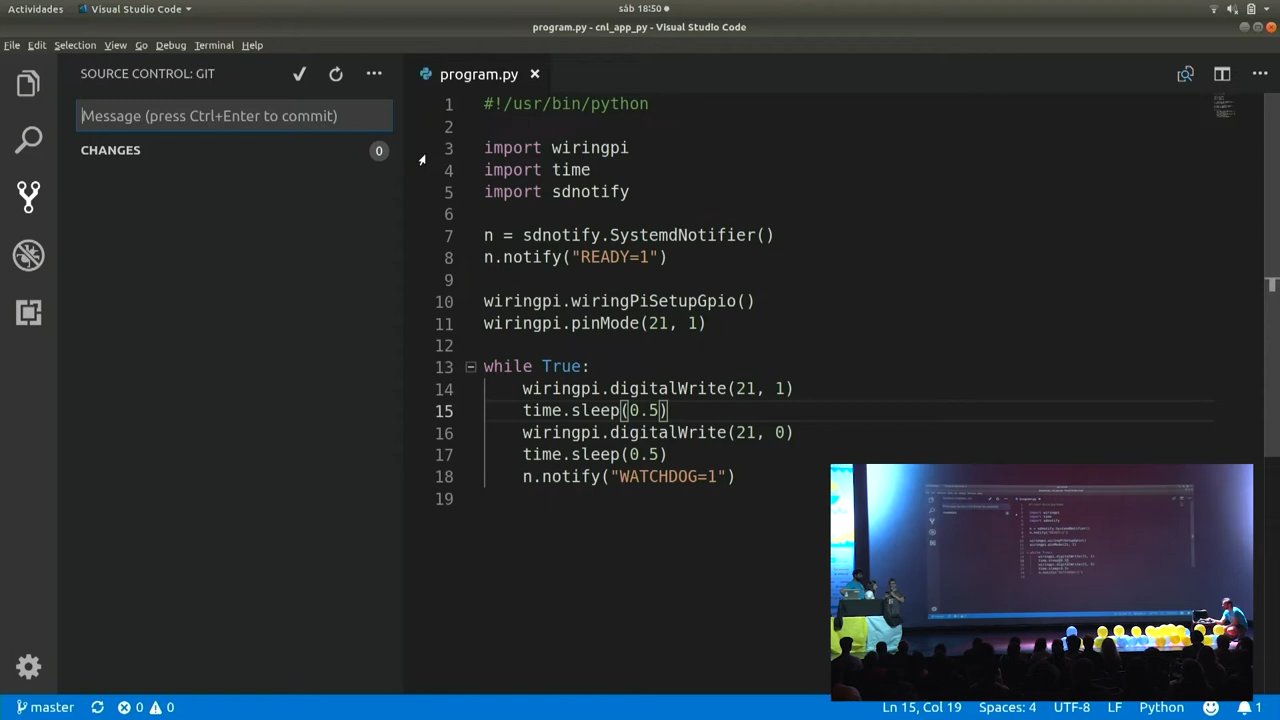 Actividades
Visual Studio Code
sáb 18:50
program.py - cnl_app_py - Visual Studio Code
File Edit Selection View Go Debug Terminal Help
SOURCE CONTROL: GIT
Message (press Ctrl+Enter to commit)
CHANGES
0
program.py
1 #!/usr/bin/python
2
3 import wiringpi
4 import time
5 import sdnotify
6
7 n = sdnotify.SystemdNotifier()
8 n.notify("READY=1")
9
10 wiringpi.wiringPiSetupGpio()
11 wiringpi.pinMode(21, 1)
12
13 while True:
14 wiringpi.digitalWrite(21, 1)
15 time.sleep(0.5)
16 wiringpi.digitalWrite(21, 0)
17 time.sleep(0.5)
18 n.notify("WATCHDOG=1")
19
master 0 0 Ln 15, Col 19 Spaces: 4 UTF-8 LF Python 1